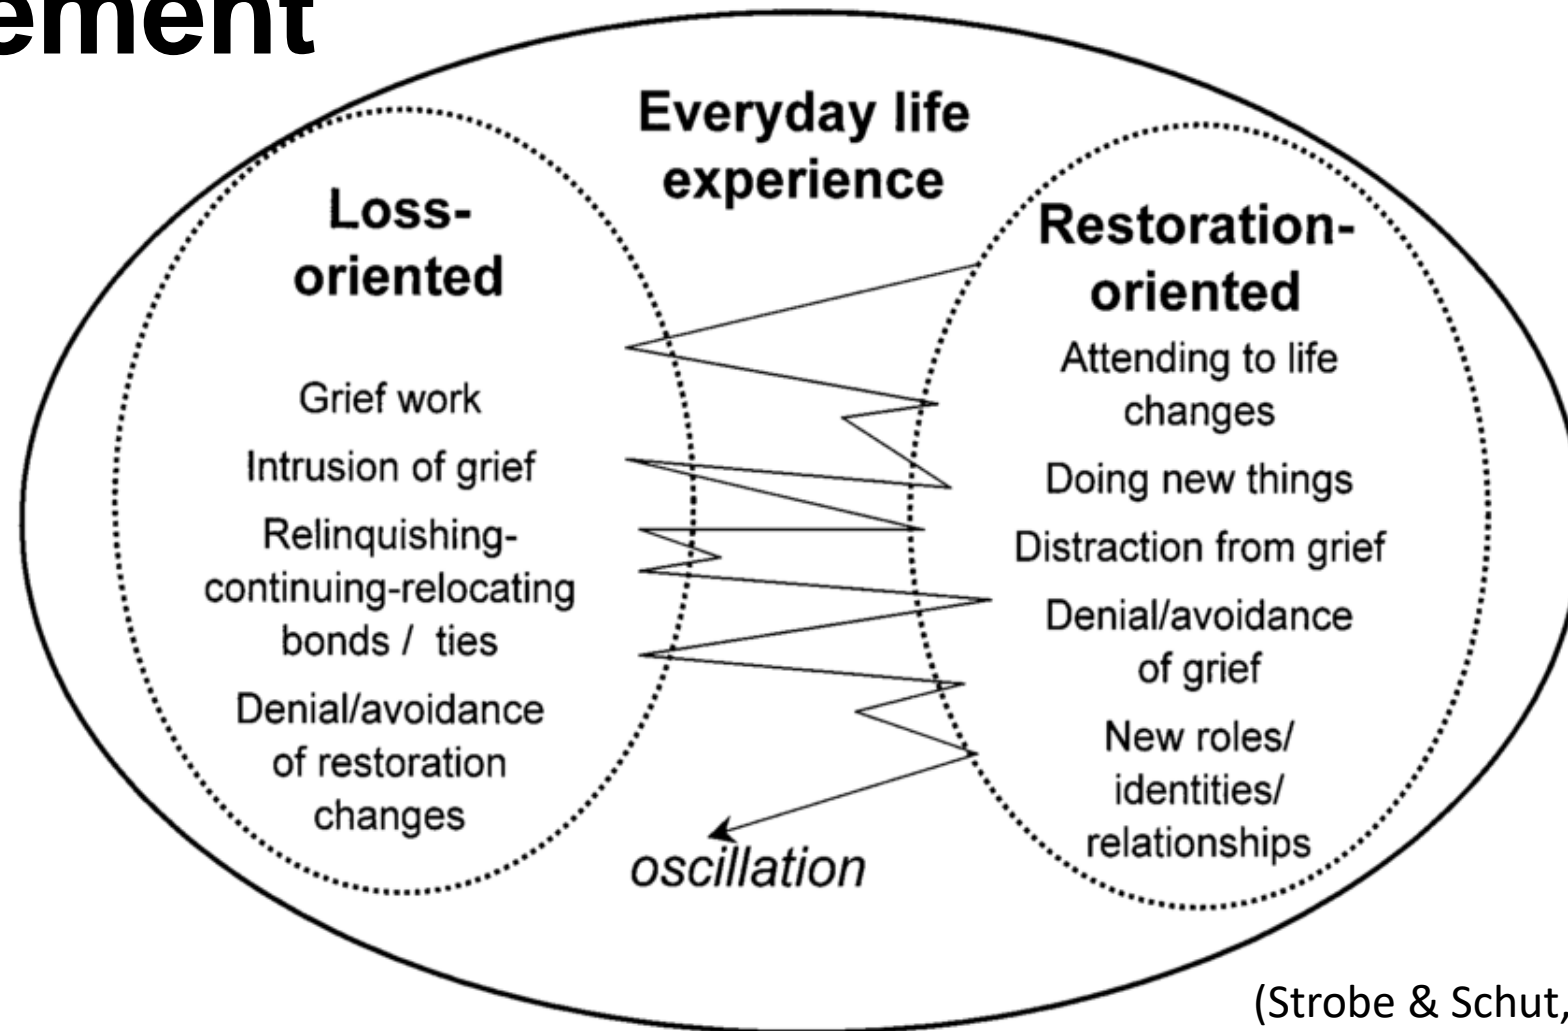 ement
Everyday life
experience
Loss-
oriented
Grief work
Intrusion of grief
Relinquishing-
continuing-relocating
bonds / ties
Denial/avoidance
of restoration
changes
Restoration-
oriented
Attending to life
changes
Doing new things
Distraction from grief
Denial/avoidance
of grief
New roles/
identities/
relationships
oscillation
(Strobe & Schut,